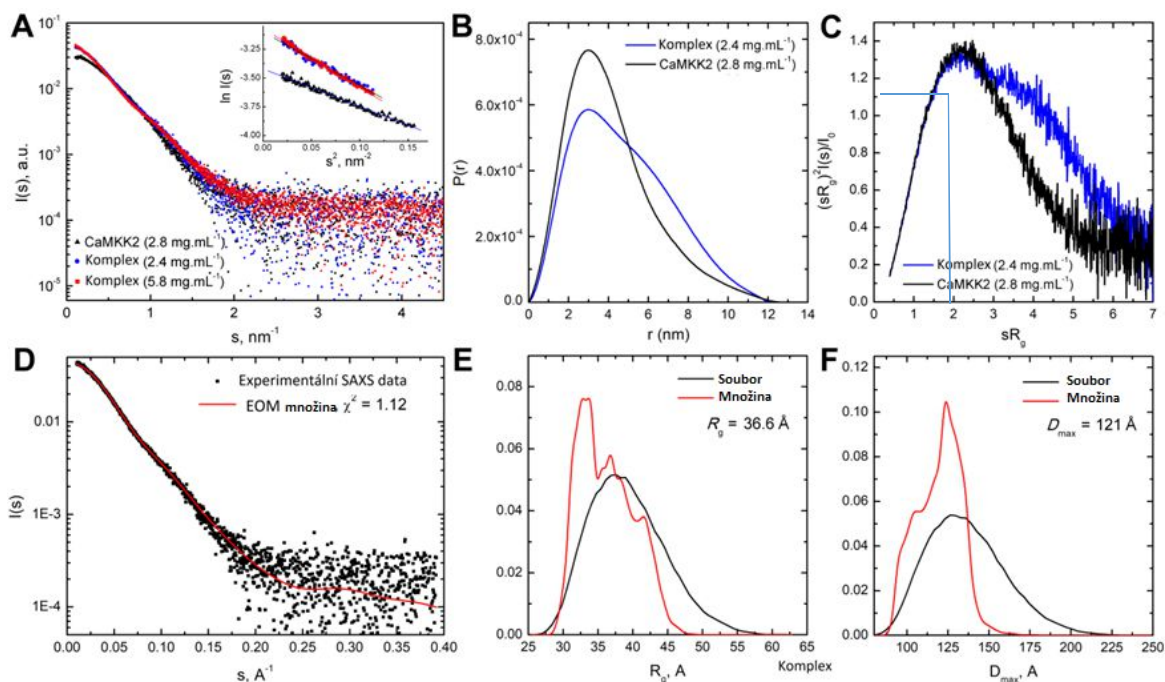 A
I(s), a.u.
10⁻¹
10⁻²
10⁻³
10⁻⁴
10⁻⁵
0 1 2 3 4
s, nm⁻¹
ln I(s)
-3.25
-3.50
-3.75
-4.00
0.00 0.05 0.10 0.15
s², nm⁻²
CaMKK2 (2.8 mg.mL⁻¹)
Komplex (2.4 mg.mL⁻¹)
Komplex (5.8 mg.mL⁻¹)
B
P(r)
8.0x10⁻⁴
6.0x10⁻⁴
4.0x10⁻⁴
2.0x10⁻⁴
0.0
0 2 4 6 8 10 12 14
r (nm)
Komplex (2.4 mg.mL⁻¹)
CaMKK2 (2.8 mg.mL⁻¹)
C
(sRg)²I(s)/I₀
1.4
1.2
1.0
0.8
0.6
0.4
0.2
0.0
0 1 2 3 4 5 6 7
sRg
Komplex (2.4 mg.mL⁻¹)
CaMKK2 (2.8 mg.mL⁻¹)
D
I(s)
0.01
1E-3
1E-4
0.00 0.05 0.10 0.15 0.20 0.25 0.30 0.35 0.40
s, A⁻¹
Experimentální SAXS data
EOM množina χ² = 1.12
E
0.08
0.06
0.04
0.02
0.00
25 30 35 40 45 50 55 60 65
Rg, A
Komplex
Soubor
Množina
Rg = 36.6 Å
F
0.12
0.10
0.08
0.06
0.04
0.02
0.00
100 125 150 175 200 225 250
Dmax, A
Soubor
Množina
Dmax = 121 Å